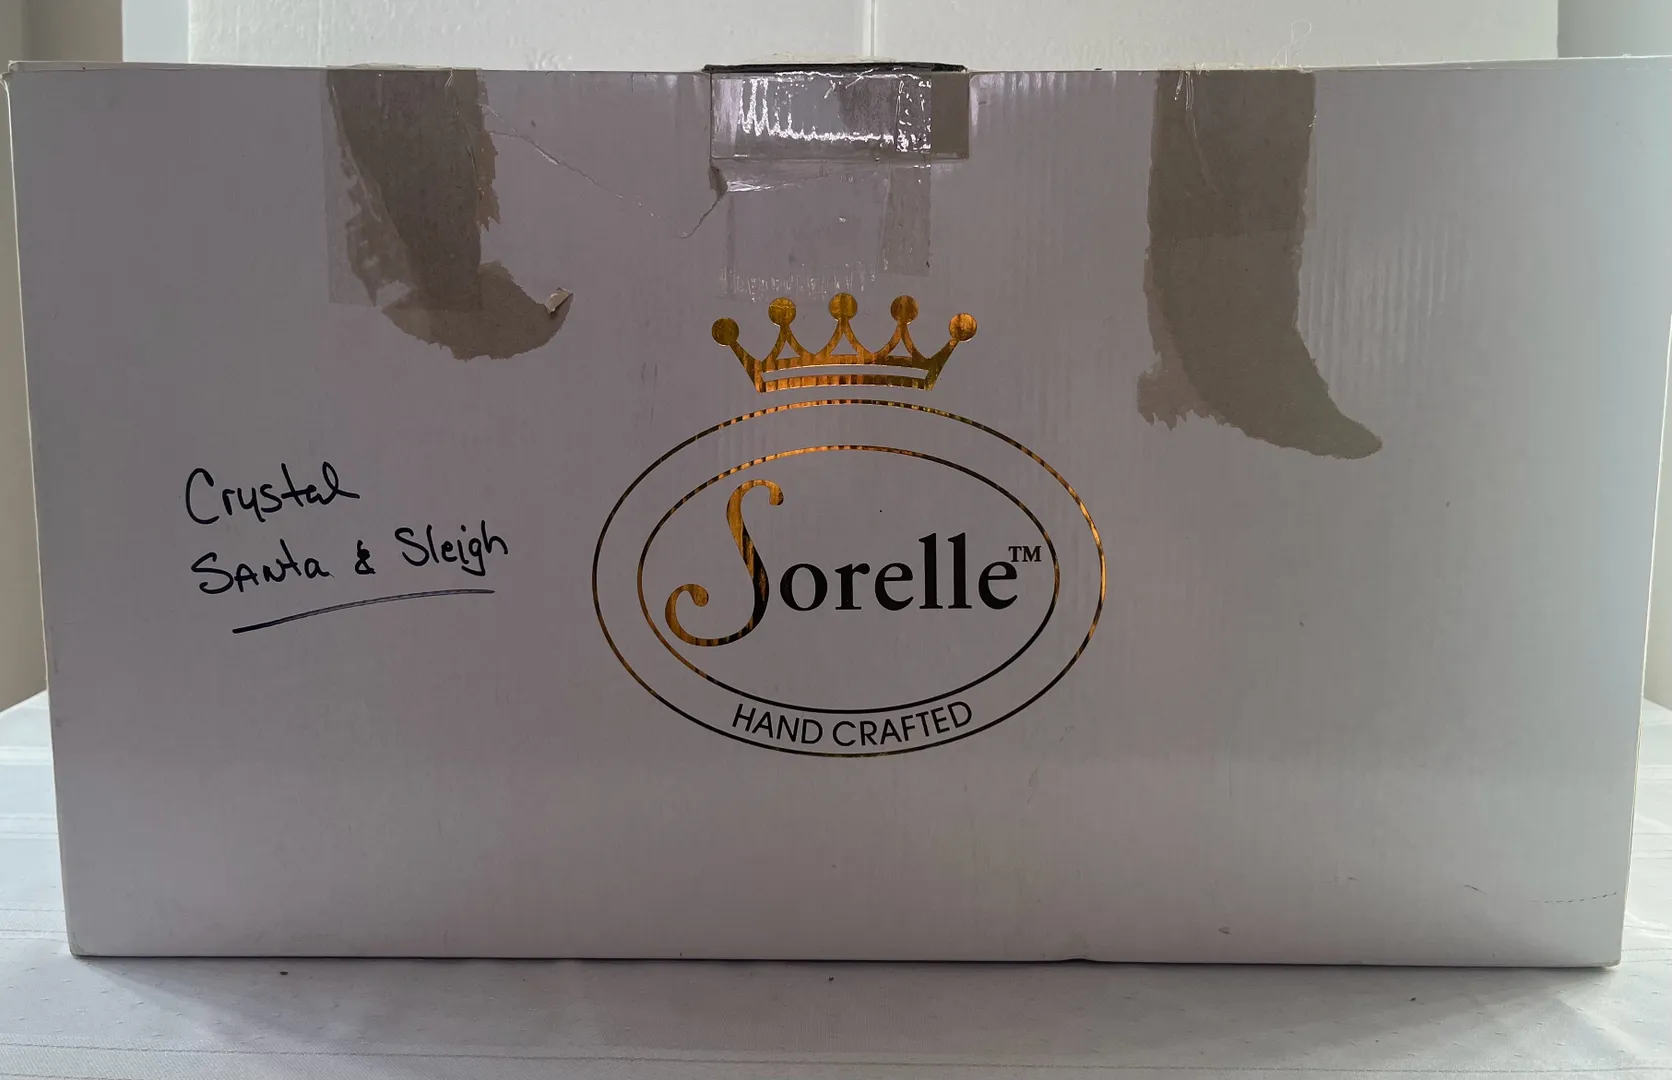 Crystal
Santa & Sleigh
Sorelle™
HAND CRAFTED